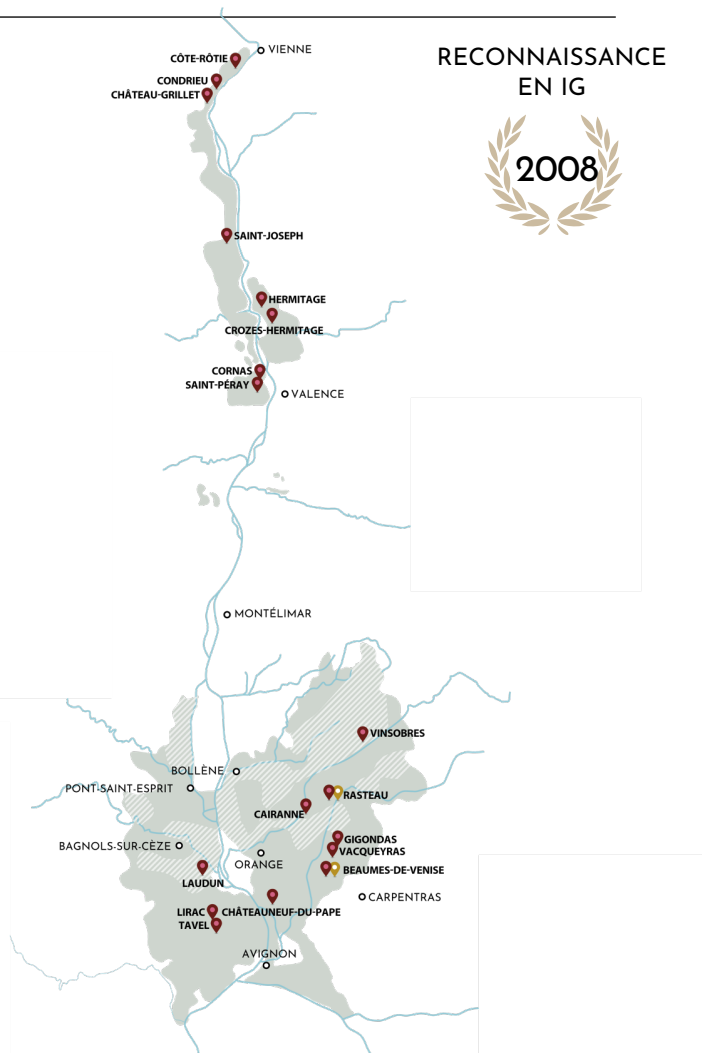 VIENNE
CÔTE-RÔTIE
RECONNAISSANCE
EN IG
CONDRIEU
CHÂTEAU-GRILLET
2008
SAINT-JOSEPH
HERMITAGE
CROZES-HERMITAGE
CORNAS
SAINT-PÉRAY
VALENCE
MONTÉLIMAR
VINSOBRES
BOLLÈNE
PONT-SAINT-ESPRIT
RASTEAU
CAIRANNE
GIGONDAS
BAGNOLS-SUR-CÈZE
VACQUEYRAS
ORANGE
BEAUMES-DE-VENISE
LAUDUN
CARPENTRAS
LIRAC
CHÂTEAUNEUF-DU-PAPE
TAVEL
AVIGNON